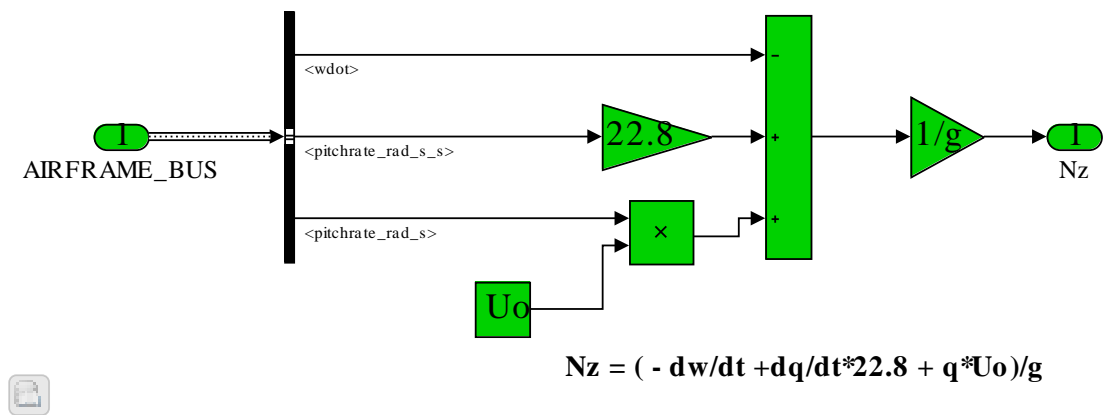 <wdot>
1
22.8
1/g
1
AIRFRAME_BUS
<pitchrate_rad_s_s>
Nz
<pitchrate_rad_s>
×
Uo
Nz = ( - dw/dt +dq/dt*22.8 + q*Uo)/g
−
+
+